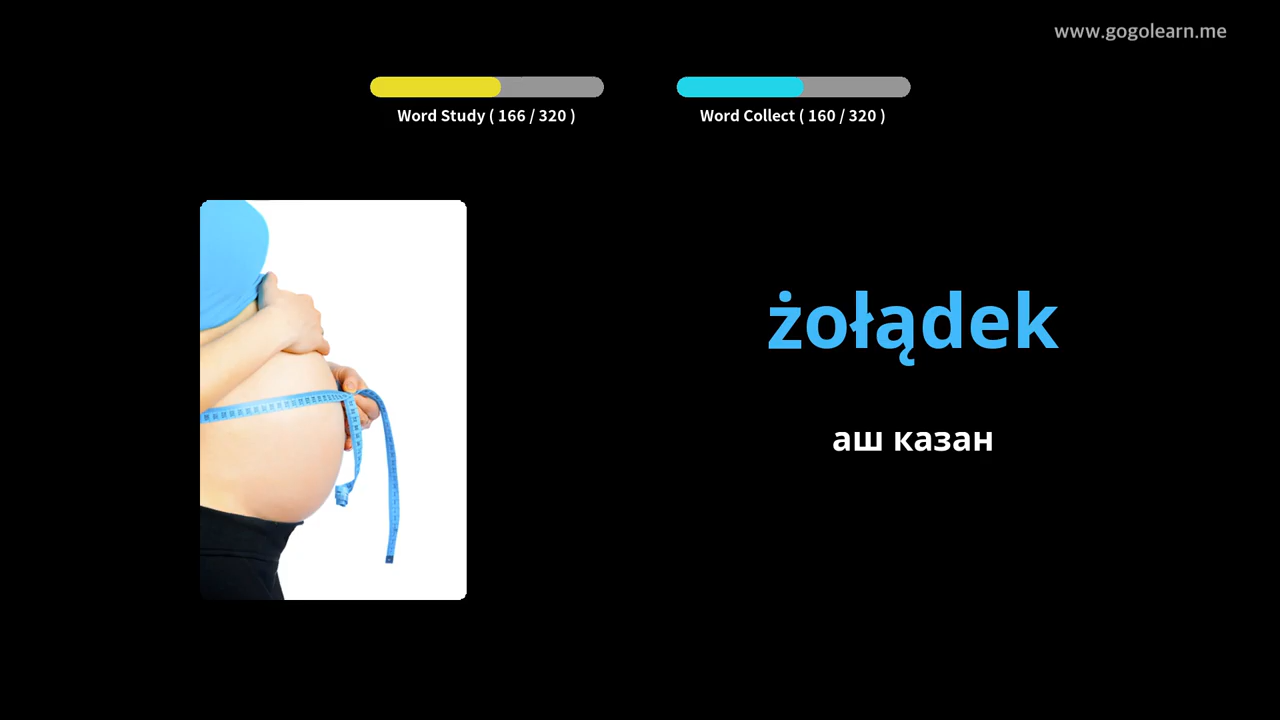 www.gogolearn.me
Word Study ( 166 / 320 )
Word Collect ( 160 / 320 )
żołądek
аш казан